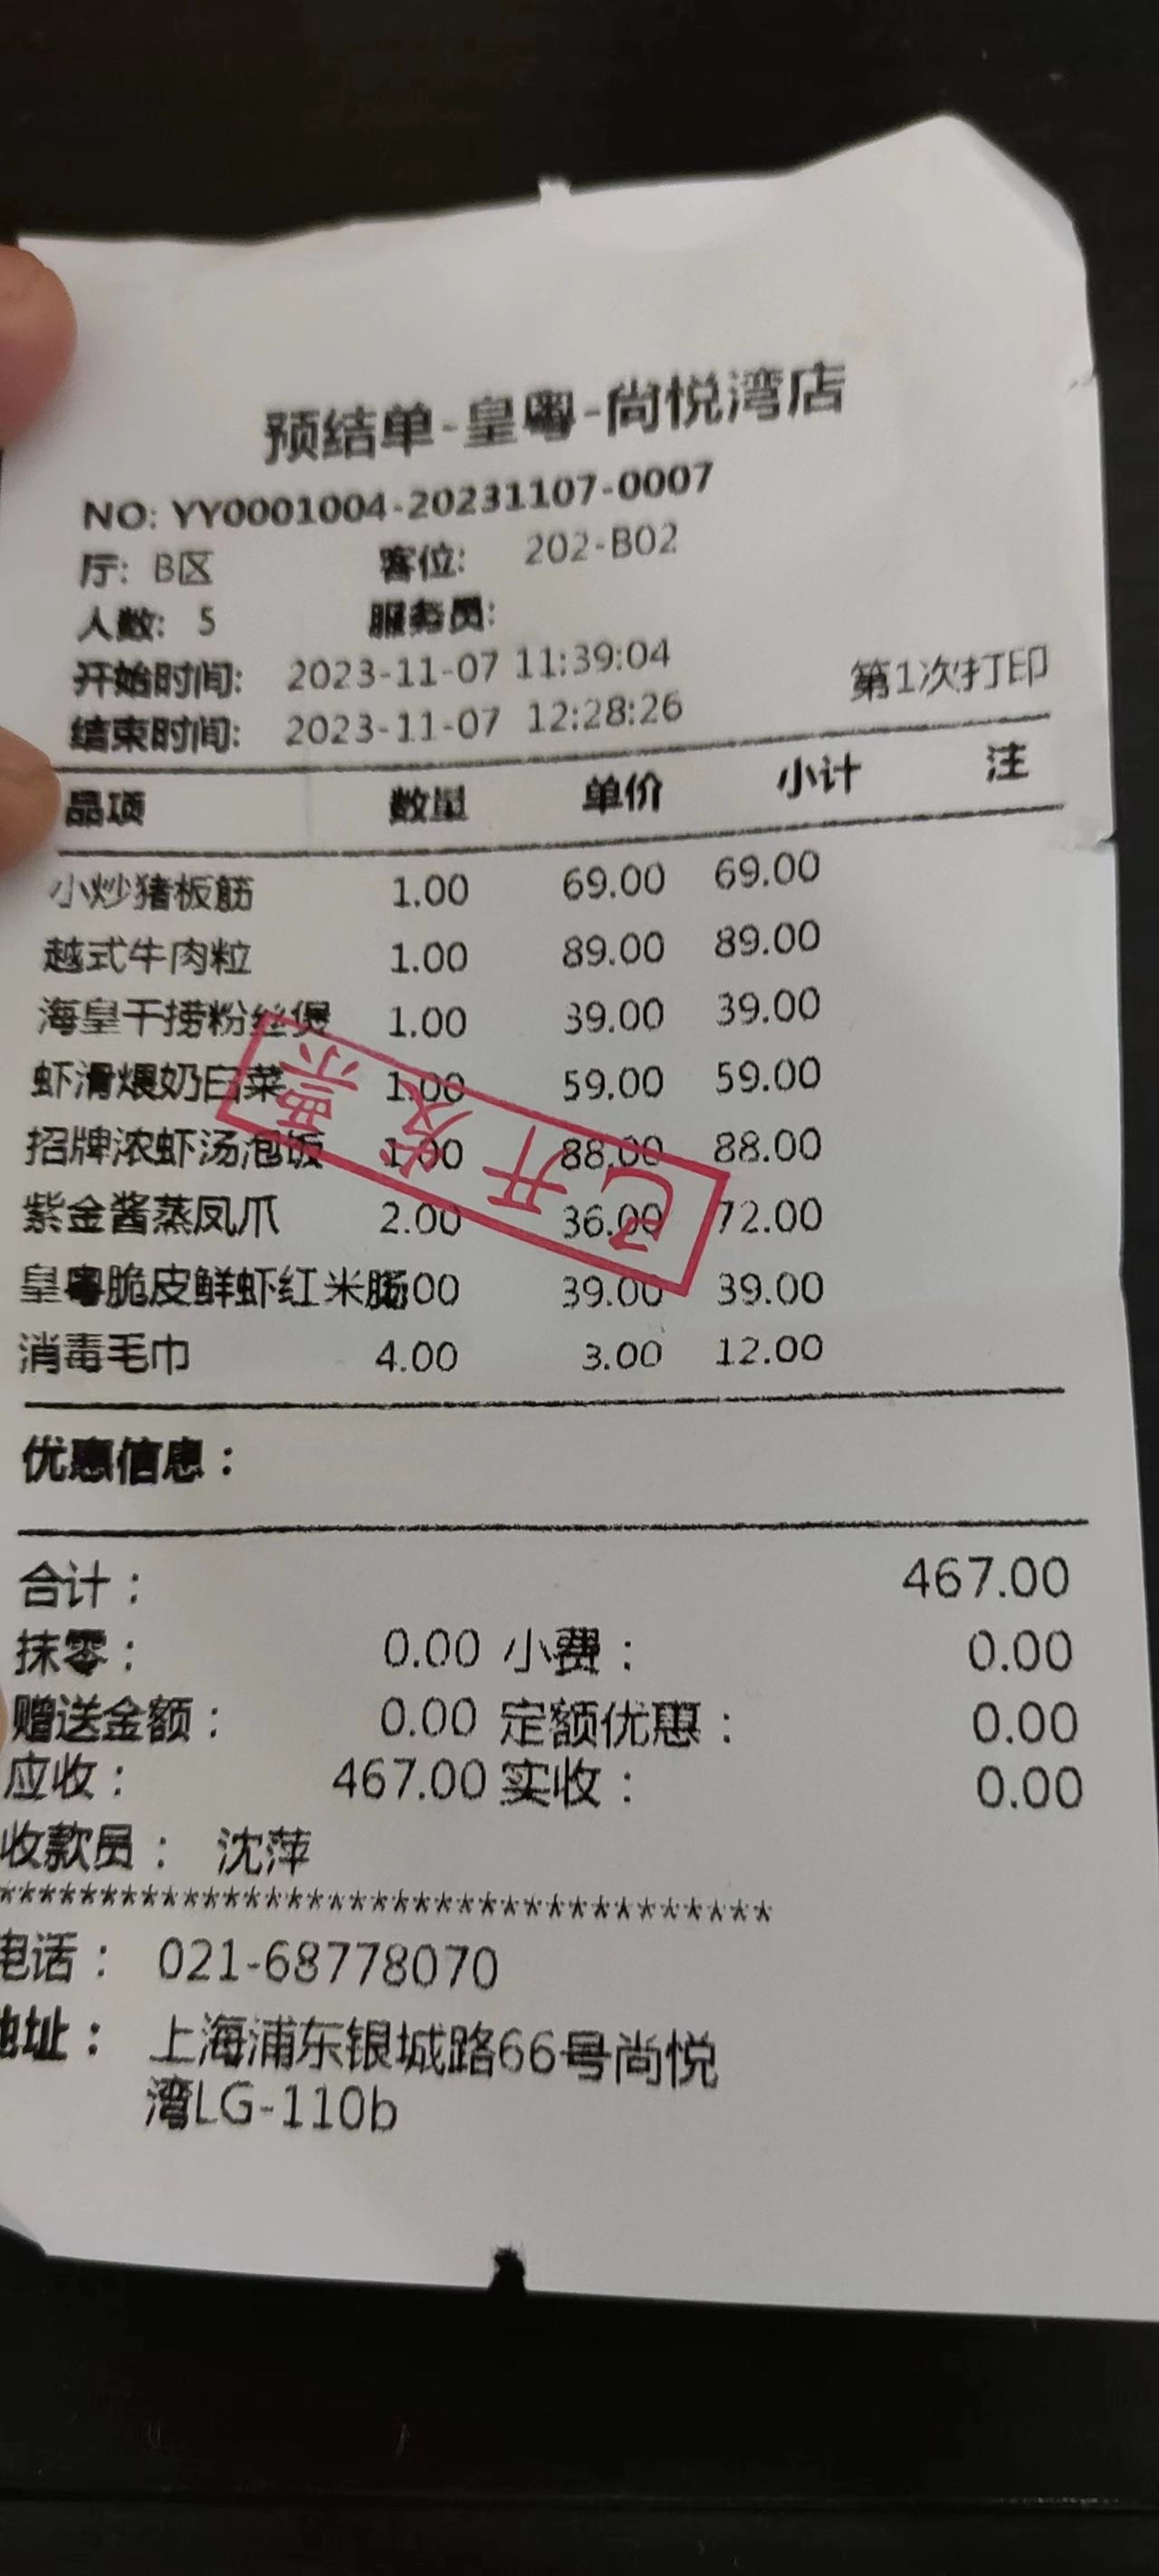 预结单-皇粤-尚悦湾店
NO: YY0001004-20231107-0007
厅: B区 客位: 202-B02
人数: 5 服务员:
开始时间: 2023-11-07 11:39:04 第1次打印
结束时间: 2023-11-07 12:28:26
品项 数量 单价 小计 注
小炒猪板筋 1.00 69.00 69.00
越式牛肉粒 1.00 89.00 89.00
海皇干捞粉丝煲 1.00 39.00 39.00
虾滑煨奶白菜 1.00 59.00 59.00
招牌浓虾汤泡饭 1.00 88.00 88.00
紫金酱蒸凤爪 2.00 36.00 72.00
皇粤脆皮鲜虾红米肠 1.00 39.00 39.00
消毒毛巾 4.00 3.00 12.00
已开发票
优惠信息：
合计： 467.00
抹零： 0.00 小费： 0.00
赠送金额： 0.00 定额优惠： 0.00
应收： 467.00 实收： 0.00
收款员： 沈萍
**************************************
电话： 021-68778070
地址： 上海浦东银城路66号尚悦
湾LG-110b